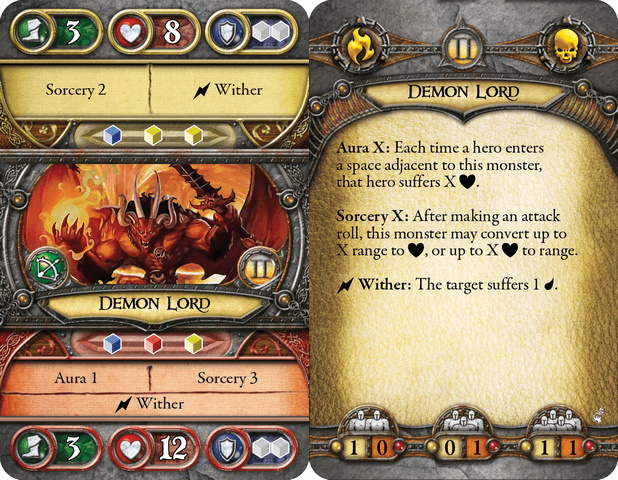 3 8
Sorcery 2 Wither
II
Demon Lord
Aura 1 Sorcery 3
Wither
3 12
II
Demon Lord
Aura X: Each time a hero enters
a space adjacent to this monster,
that hero suffers X .
Sorcery X: After making an attack
roll, this monster may convert up to
X range to , or up to X to range.
Wither: The target suffers 1 .
1 0 0 1 1 1